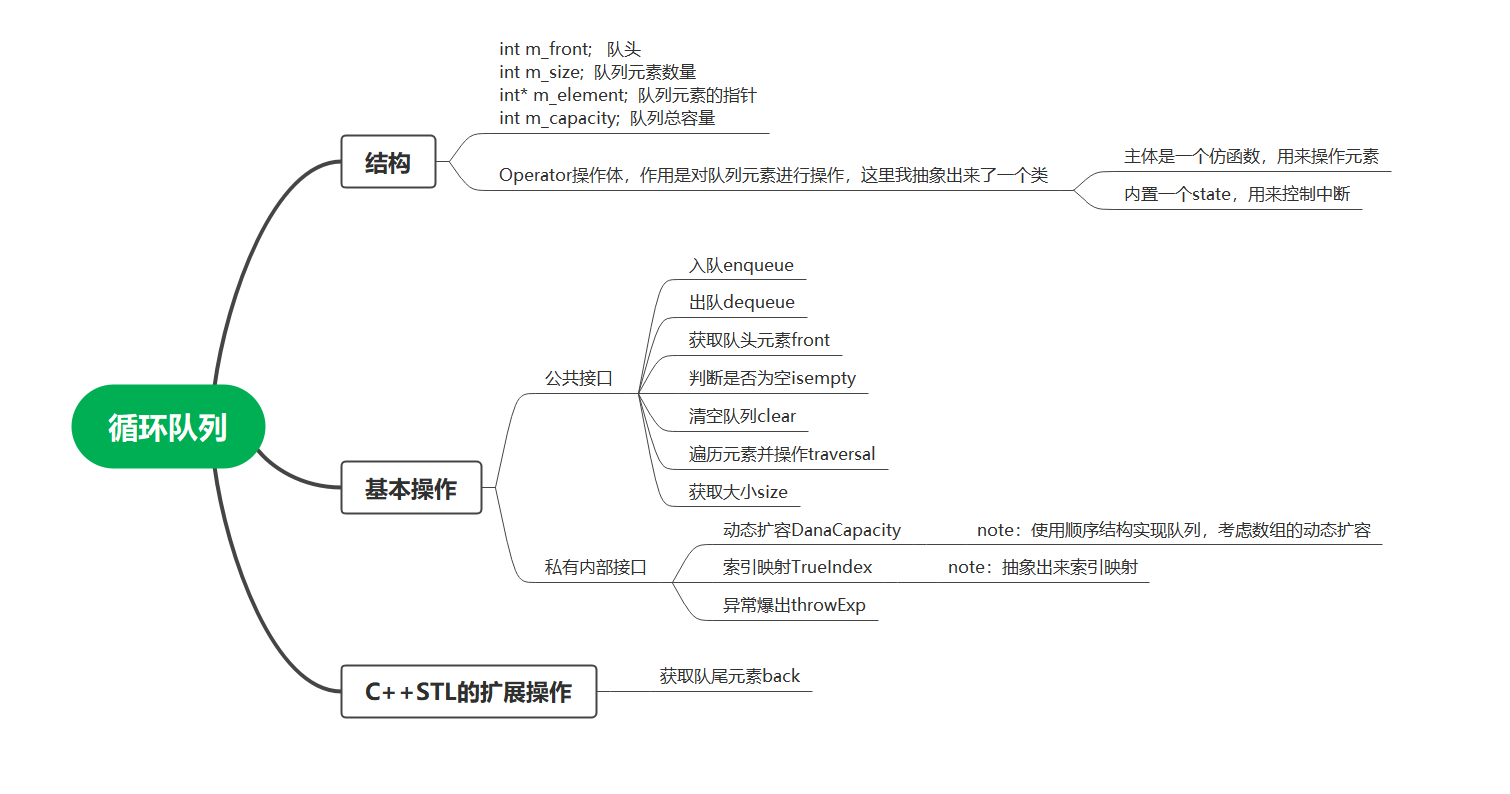 循环队列
结构
int m_front;   队头
int m_size;  队列元素数量
int* m_element;  队列元素的指针
int m_capacity;  队列总容量
Operator操作体，作用是对队列元素进行操作，这里我抽象出来了一个类
主体是一个仿函数，用来操作元素
内置一个state，用来控制中断
基本操作
公共接口
入队enqueue
出队dequeue
获取队头元素front
判断是否为空isempty
清空队列clear
遍历元素并操作traversal
获取大小size
私有内部接口
动态扩容DanaCapacity
note：使用顺序结构实现队列，考虑数组的动态扩容
索引映射TrueIndex
note：抽象出来索引映射
异常爆出throwExp
C++STL的扩展操作
获取队尾元素back